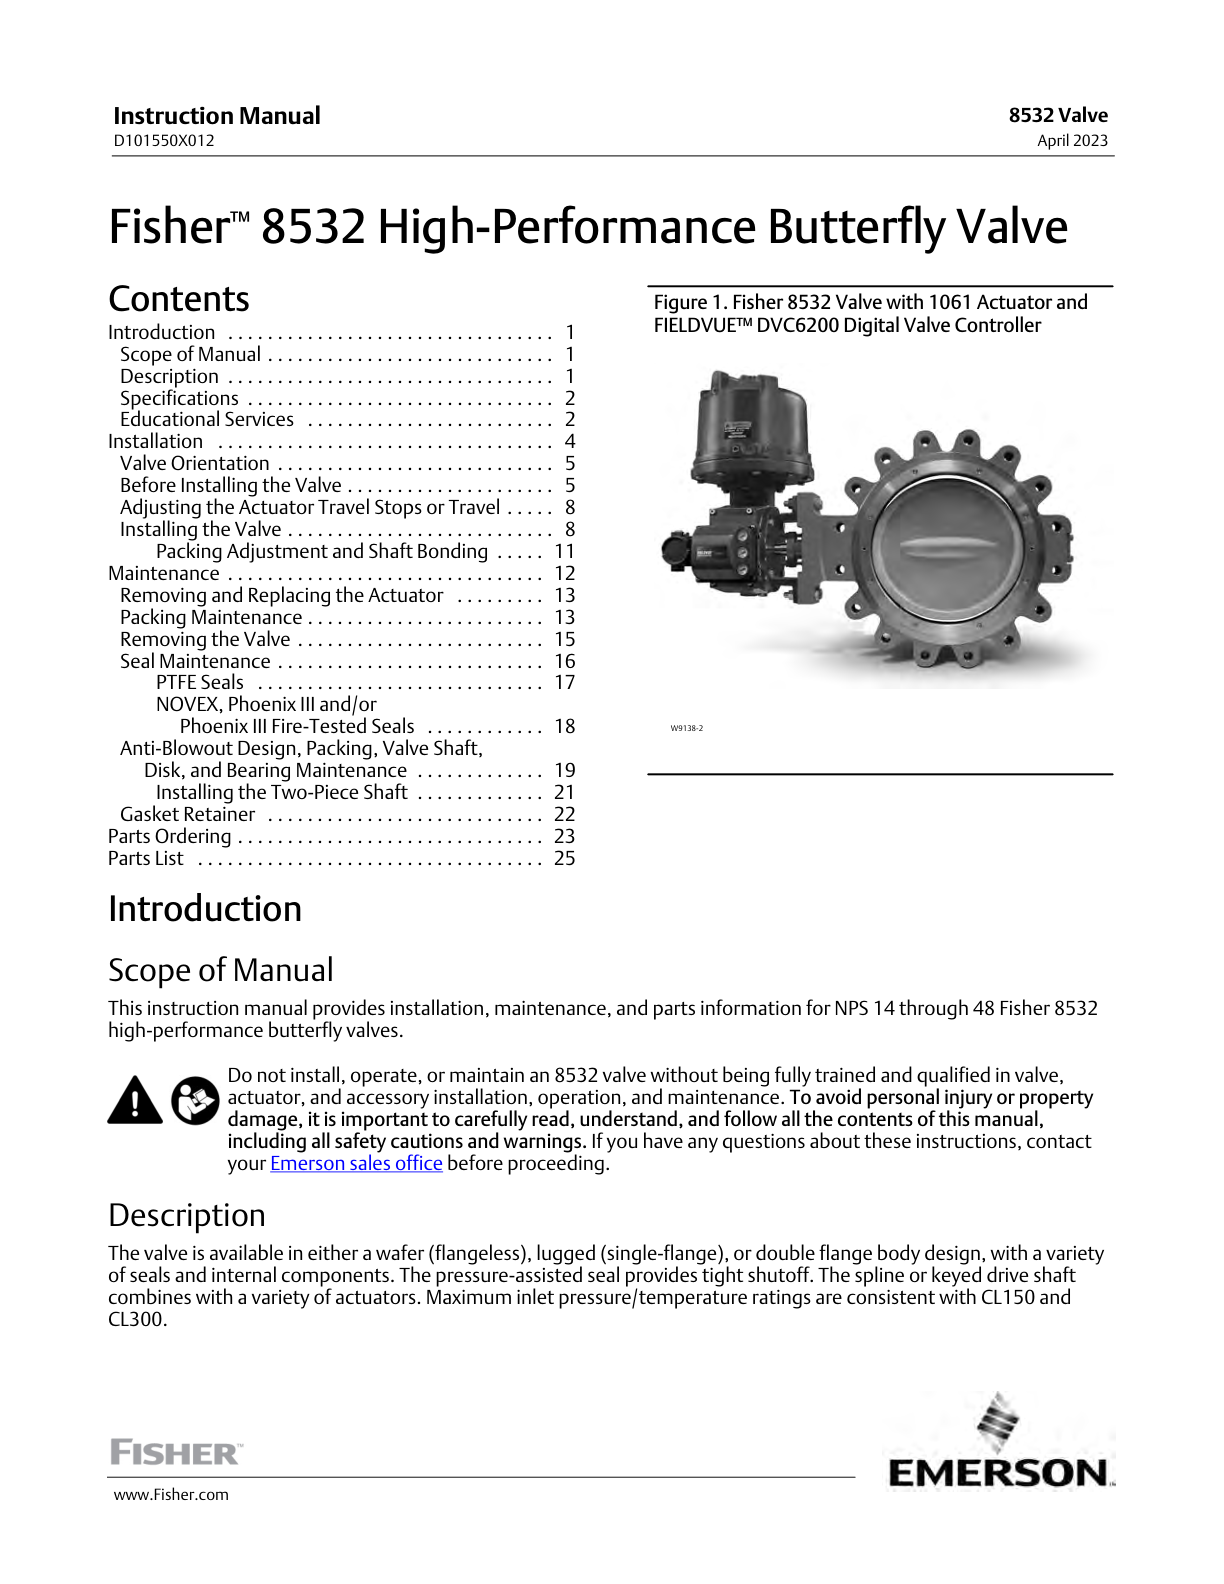 Instruction Manual
D101550X012
8532 Valve
April 2023
Fisher™ 8532 High-Performance Butterfly Valve
Contents
Introduction . . . . . . . . . . . . . . . . . . . . . . . . . . . . . . . . . 1
Scope of Manual . . . . . . . . . . . . . . . . . . . . . . . . . . . . . 1
Description . . . . . . . . . . . . . . . . . . . . . . . . . . . . . . . . . 1
Specifications . . . . . . . . . . . . . . . . . . . . . . . . . . . . . . . 2
Educational Services . . . . . . . . . . . . . . . . . . . . . . . . . 2
Installation . . . . . . . . . . . . . . . . . . . . . . . . . . . . . . . . . . 4
Valve Orientation . . . . . . . . . . . . . . . . . . . . . . . . . . . . 5
Before Installing the Valve . . . . . . . . . . . . . . . . . . . . . 5
Adjusting the Actuator Travel Stops or Travel . . . . . 8
Installing the Valve . . . . . . . . . . . . . . . . . . . . . . . . . . . 8
Packing Adjustment and Shaft Bonding . . . . . 11
Maintenance . . . . . . . . . . . . . . . . . . . . . . . . . . . . . . . . 12
Removing and Replacing the Actuator . . . . . . . . . 13
Packing Maintenance . . . . . . . . . . . . . . . . . . . . . . . . 13
Removing the Valve . . . . . . . . . . . . . . . . . . . . . . . . . 15
Seal Maintenance . . . . . . . . . . . . . . . . . . . . . . . . . . . 16
PTFE Seals . . . . . . . . . . . . . . . . . . . . . . . . . . . . . 17
NOVEX, Phoenix III and/or
Phoenix III Fire-Tested Seals . . . . . . . . . . . . 18
Anti-Blowout Design, Packing, Valve Shaft,
Disk, and Bearing Maintenance . . . . . . . . . . . . . 19
Installing the Two-Piece Shaft . . . . . . . . . . . . . 21
Gasket Retainer . . . . . . . . . . . . . . . . . . . . . . . . . . . . 22
Parts Ordering . . . . . . . . . . . . . . . . . . . . . . . . . . . . . . . 23
Parts List . . . . . . . . . . . . . . . . . . . . . . . . . . . . . . . . . . . 25
Figure 1. Fisher 8532 Valve with 1061 Actuator and
FIELDVUE™ DVC6200 Digital Valve Controller
W9138-2
Introduction
Scope of Manual
This instruction manual provides installation, maintenance, and parts information for NPS 14 through 48 Fisher 8532
high-performance butterfly valves.
Do not install, operate, or maintain an 8532 valve without being fully trained and qualified in valve,
actuator, and accessory installation, operation, and maintenance. To avoid personal injury or property
damage, it is important to carefully read, understand, and follow all the contents of this manual,
including all safety cautions and warnings. If you have any questions about these instructions, contact
your Emerson sales office before proceeding.
Description
The valve is available in either a wafer (flangeless), lugged (single-flange), or double flange body design, with a variety
of seals and internal components. The pressure-assisted seal provides tight shutoff. The spline or keyed drive shaft
combines with a variety of actuators. Maximum inlet pressure/temperature ratings are consistent with CL150 and
CL300.
FISHER™
www.Fisher.com
EMERSON